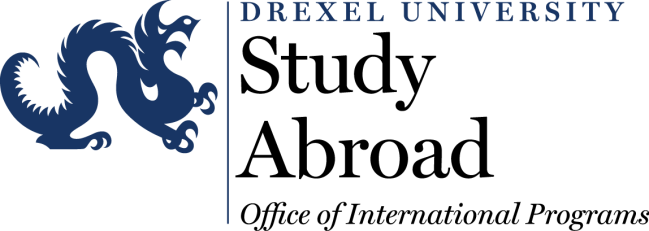 DREXEL UNIVERSITY
Study
Abroad
Office of International Programs